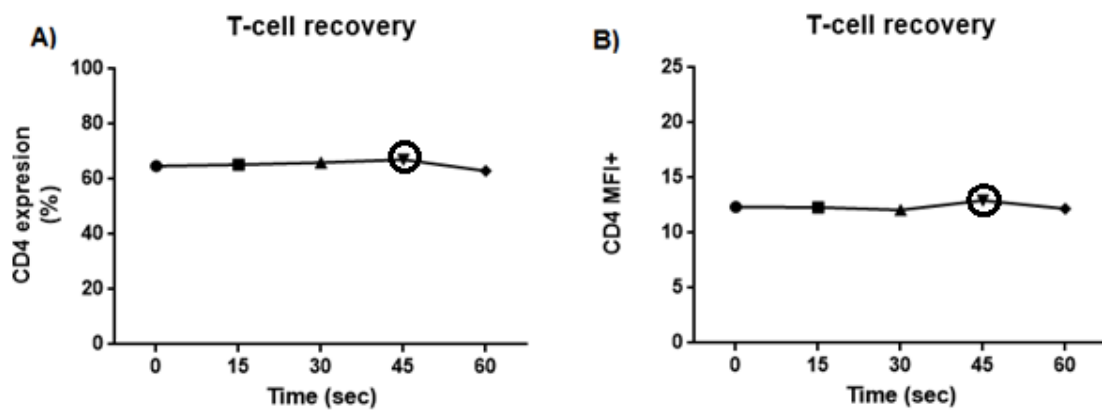 A)
T-cell recovery
CD4 expresion
(%)
100
80
60
40
20
0
0 15 30 45 60
Time (sec)
B)
T-cell recovery
CD4 MFI+
25
20
15
10
5
0
0 15 30 45 60
Time (sec)